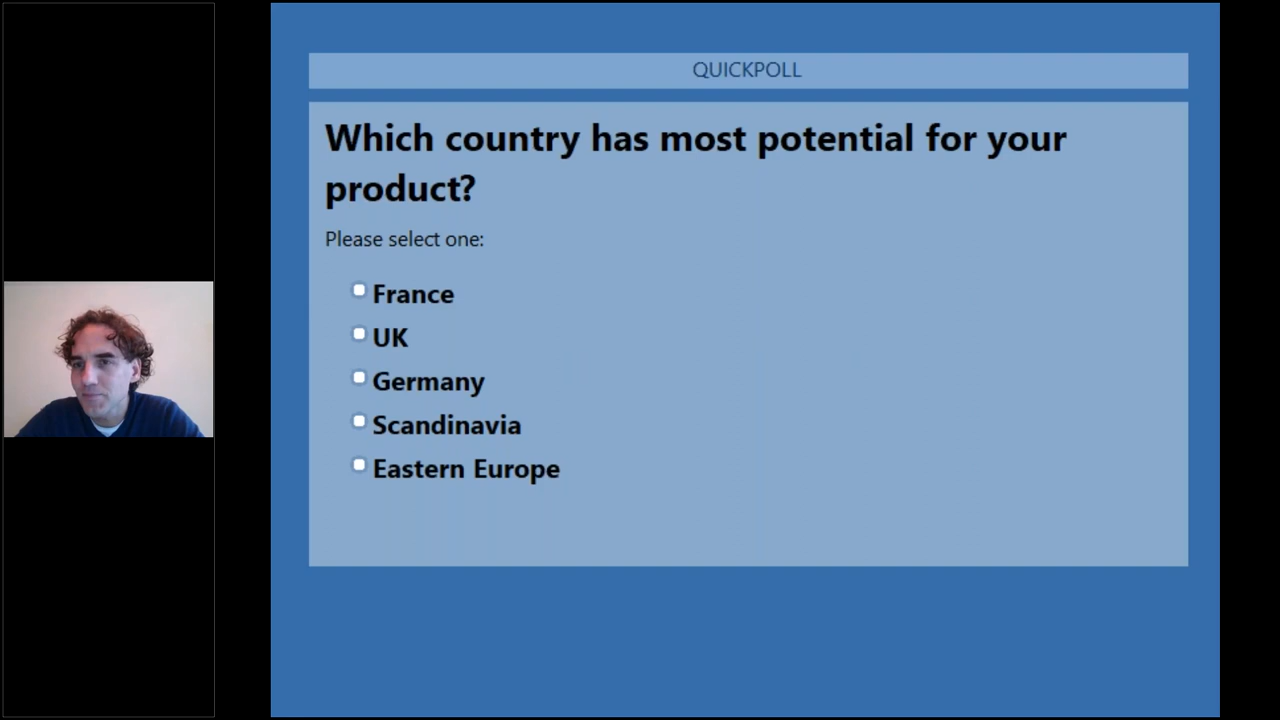 QUICKPOLL
Which country has most potential for your
product?
Please select one:
France
UK
Germany
Scandinavia
Eastern Europe